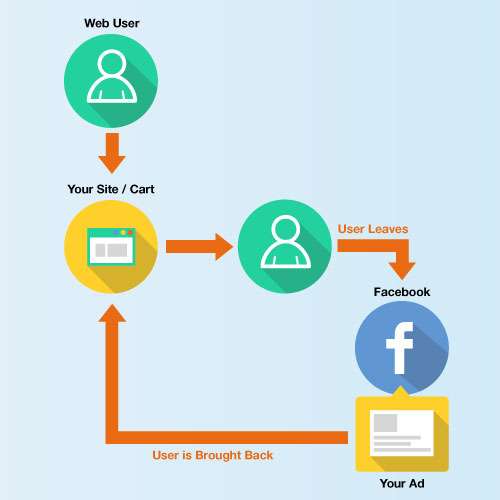 Web User
Your Site / Cart
User Leaves
Facebook
f
User is Brought Back
Your Ad